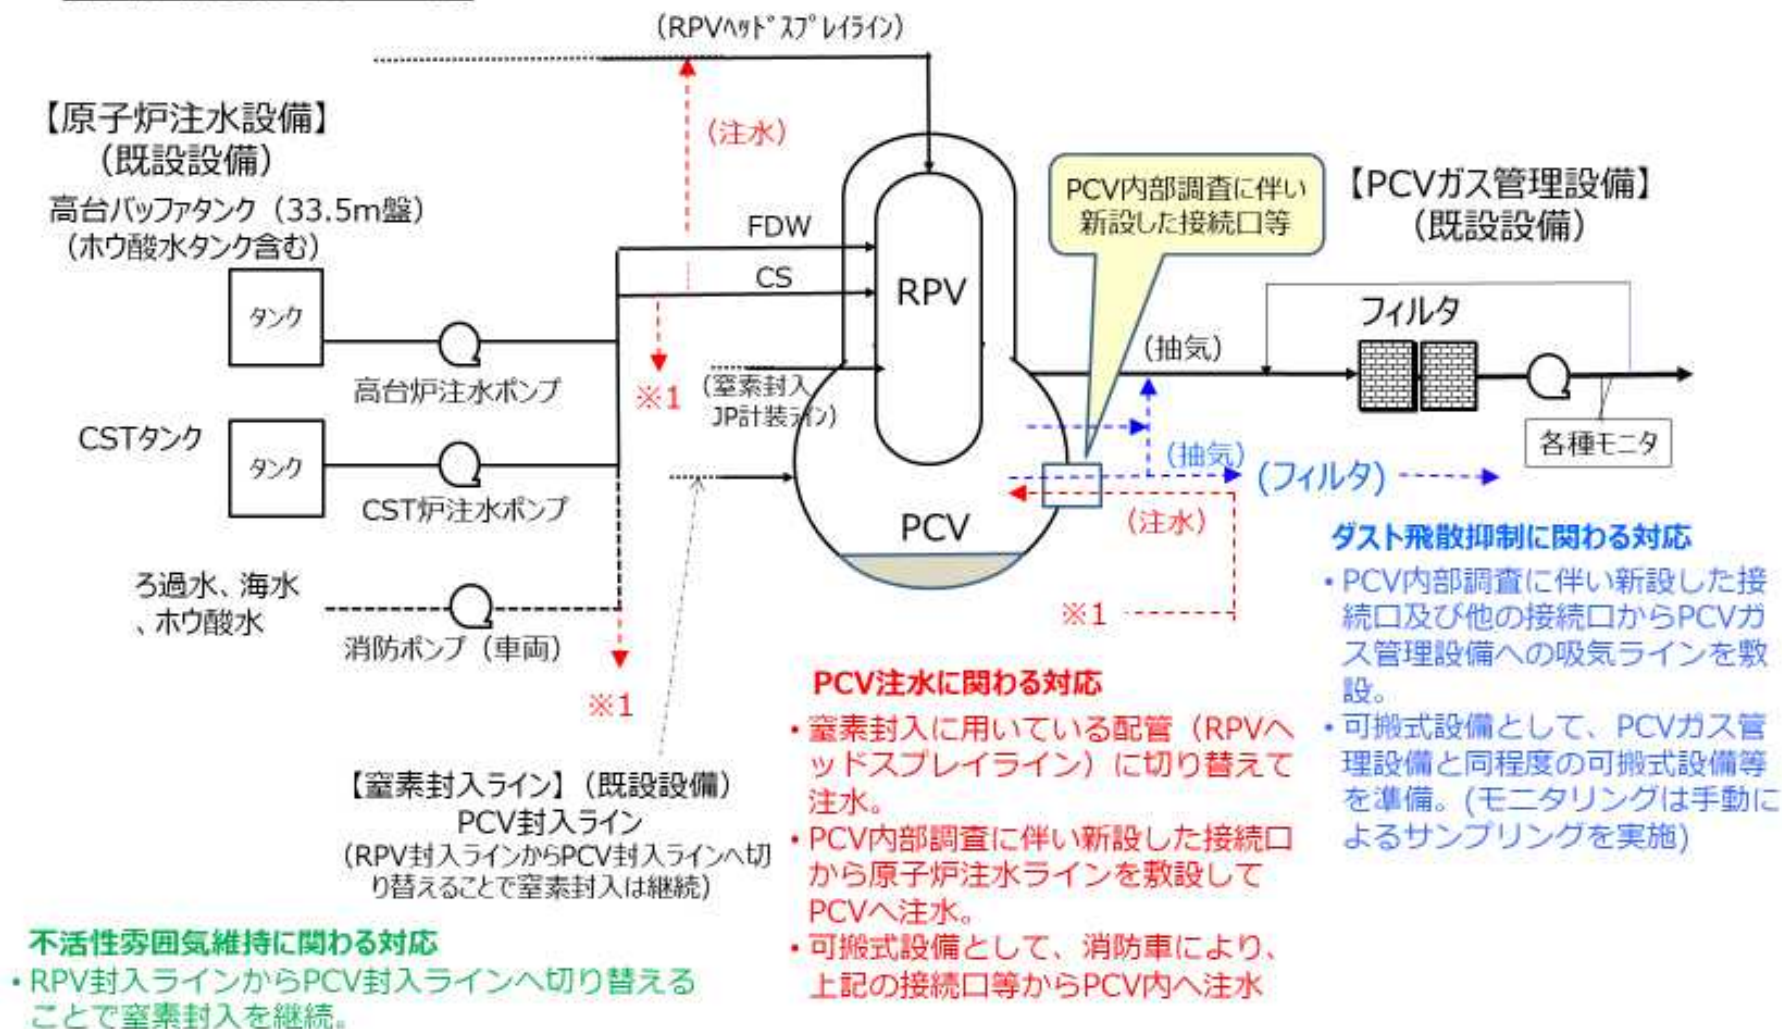 (RPVﾍｯﾄﾞｽﾌﾟﾚｲﾗｲﾝ)
【原子炉注水設備】
(既設設備)
高台バッファタンク（33.5m盤）
(ホウ酸水タンク含む)
タンク
高台炉注水ポンプ
CSTタンク
タンク
CST炉注水ポンプ
ろ過水、海水
、ホウ酸水
消防ポンプ（車両）
(注水)
FDW
CS
※1
※1
(窒素封入
JP計装ﾗｲﾝ)
RPV
PCV
PCV内部調査に伴い
新設した接続口等
【PCVガス管理設備】
(既設設備)
フィルタ
(抽気)
各種モニタ
(抽気)
(フィルタ)
(注水)
※1
【窒素封入ライン】(既設設備)
PCV封入ライン
(RPV封入ラインからPCV封入ラインへ切
り替えることで窒素封入は継続)
不活性雰囲気維持に関わる対応
・RPV封入ラインからPCV封入ラインへ切り替える
ことで窒素封入を継続。
PCV注水に関わる対応
・窒素封入に用いている配管（RPVヘ
ッドスプレイライン）に切り替えて
注水。
・PCV内部調査に伴い新設した接続口
から原子炉注水ラインを敷設して
PCVへ注水。
・可搬式設備として、消防車により、
上記の接続口等からPCV内へ注水
ダスト飛散抑制に関わる対応
・PCV内部調査に伴い新設した接
続口及び他の接続口からPCVガ
ス管理設備への吸気ラインを敷
設。
・可搬式設備として、PCVガス管
理設備と同程度の可搬式設備等
を準備。(モニタリングは手動に
よるサンプリングを実施)